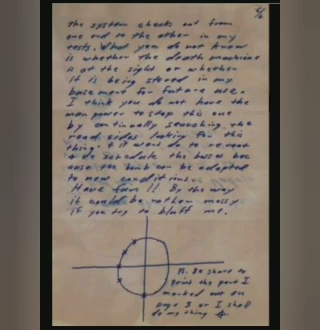 6/6
the system checks out from
one end to the other in my
tests. What you do not know
is whether the death machine
is at the sight or whether
it is being stored in my
basement for future use.
I think you do not have the
man power to stop this one
by continually searching the
road sides looking for this
thing. & it wont do to re roat
& re schedule the busses bec
ause the bomb can be adapted
to new conditions.
Have fun!! By the way
it could be rather messy
if you try to bluff me.
PS. Be shure to
print the part I
marked out on
page 3 or I shall
do my thing